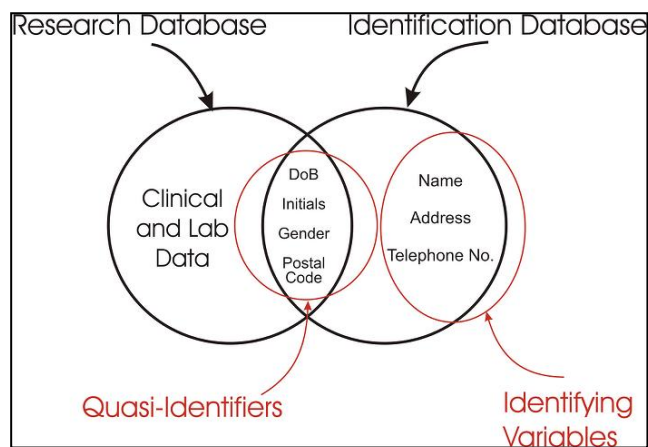 Research Database
Identification Database
Clinical
and Lab
Data
DoB
Initials
Gender
Postal
Code
Name
Address
Telephone No.
Quasi-Identifiers
Identifying
Variables